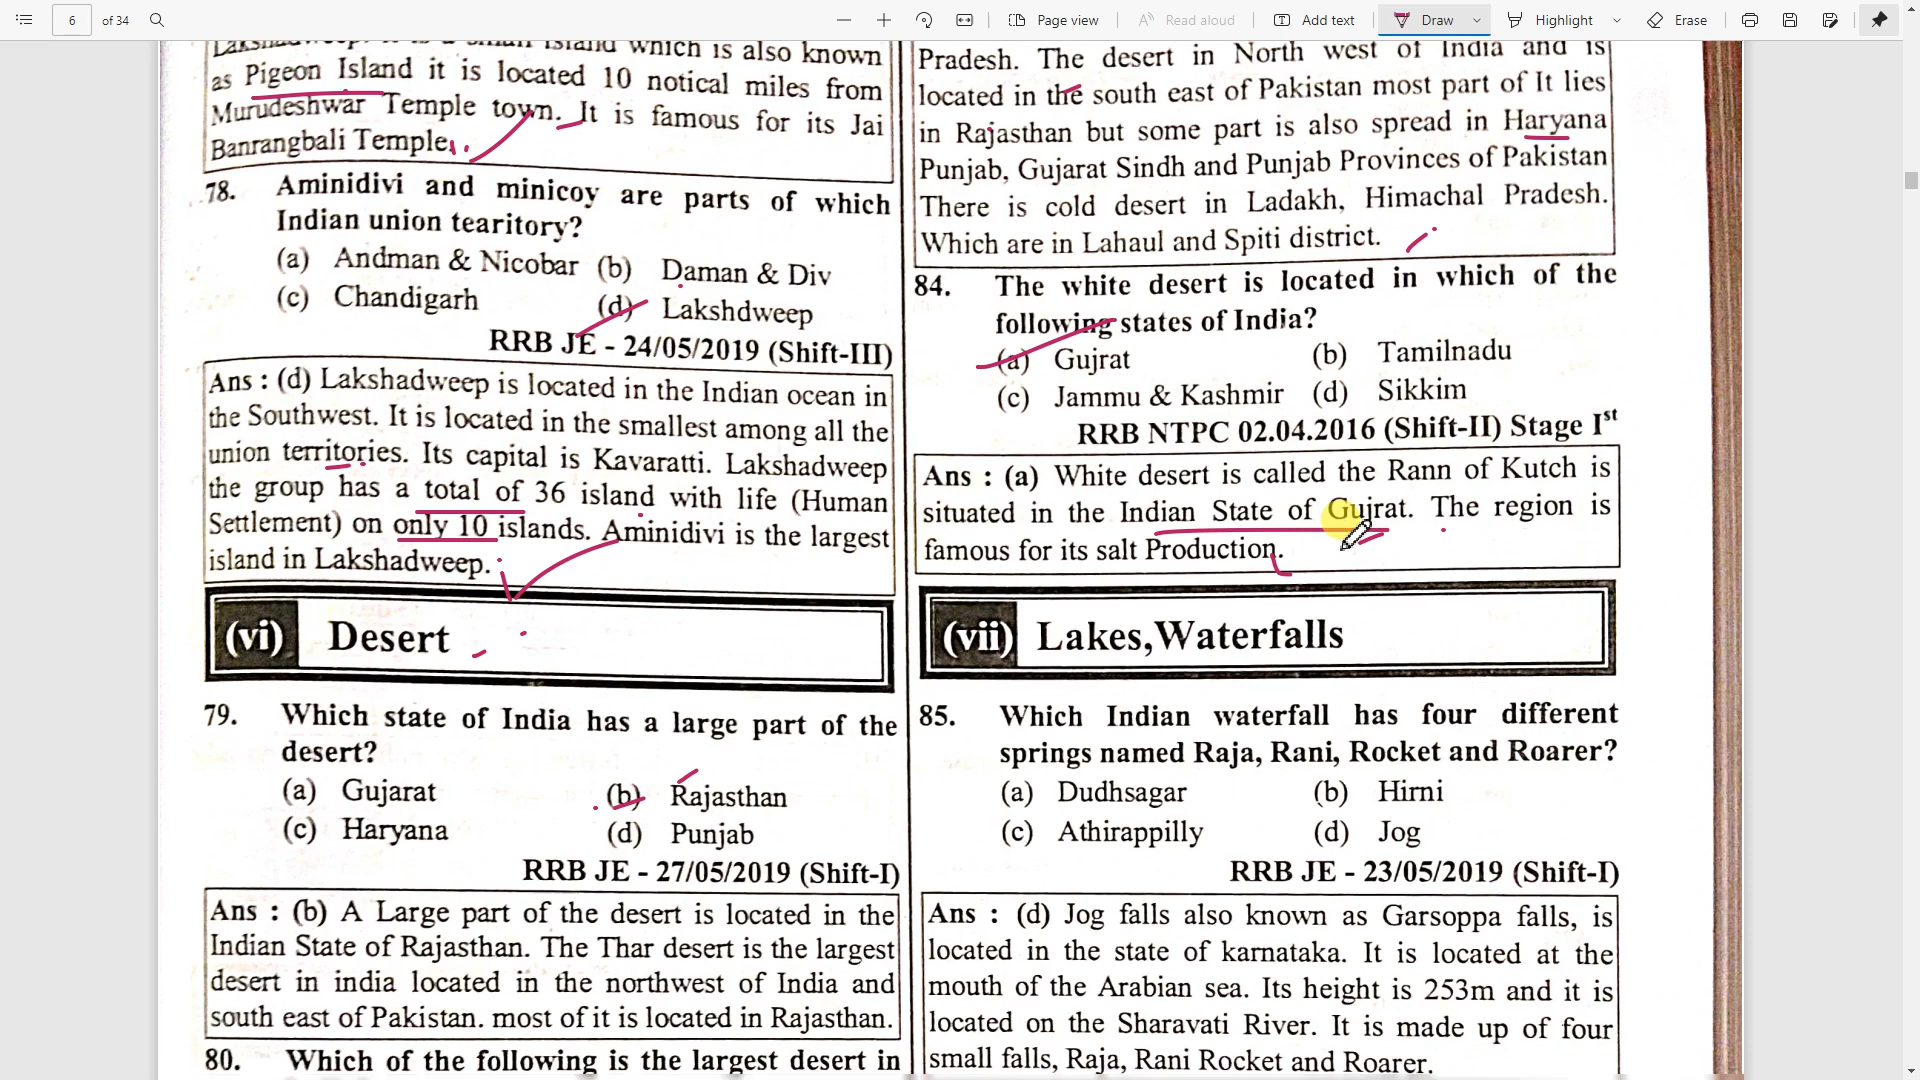 6
of 34
Page view
Read aloud
Add text
Draw
Highlight
Erase
which is also known
as Pigeon Island it is located 10 notical miles from
Murudeshwar Temple town. It is famous for its Jai
Banrangbali Temple.
78. Aminidivi and minicoy are parts of which
Indian union tearitory?
(a) Andman & Nicobar (b) Daman & Div
(c) Chandigarh (d) Lakshdweep
RRB JE - 24/05/2019 (Shift-III)
Ans : (d) Lakshadweep is located in the Indian ocean in
the Southwest. It is located in the smallest among all the
union territories. Its capital is Kavaratti. Lakshadweep
the group has a total of 36 island with life (Human
Settlement) on only 10 islands. Aminidivi is the largest
island in Lakshadweep.
(vi) Desert
79. Which state of India has a large part of the
desert?
(a) Gujarat (b) Rajasthan
(c) Haryana (d) Punjab
RRB JE - 27/05/2019 (Shift-I)
Ans : (b) A Large part of the desert is located in the
Indian State of Rajasthan. The Thar desert is the largest
desert in india located in the northwest of India and
south east of Pakistan. most of it is located in Rajasthan.
80. Which of the following is the largest desert in
Pradesh. The desert in North west of India and is
located in the south east of Pakistan most part of It lies
in Rajasthan but some part is also spread in Haryana
Punjab, Gujarat Sindh and Punjab Provinces of Pakistan
There is cold desert in Ladakh, Himachal Pradesh.
Which are in Lahaul and Spiti district.
84. The white desert is located in which of the
following states of India?
(a) Gujrat (b) Tamilnadu
(c) Jammu & Kashmir (d) Sikkim
RRB NTPC 02.04.2016 (Shift-II) Stage Ist
Ans : (a) White desert is called the Rann of Kutch is
situated in the Indian State of Gujrat. The region is
famous for its salt Production.
(vii) Lakes,Waterfalls
85. Which Indian waterfall has four different
springs named Raja, Rani, Rocket and Roarer?
(a) Dudhsagar (b) Hirni
(c) Athirappilly (d) Jog
RRB JE - 23/05/2019 (Shift-I)
Ans : (d) Jog falls also known as Garsoppa falls, is
located in the state of karnataka. It is located at the
mouth of the Arabian sea. Its height is 253m and it is
located on the Sharavati River. It is made up of four
small falls, Raja, Rani Rocket and Roarer.